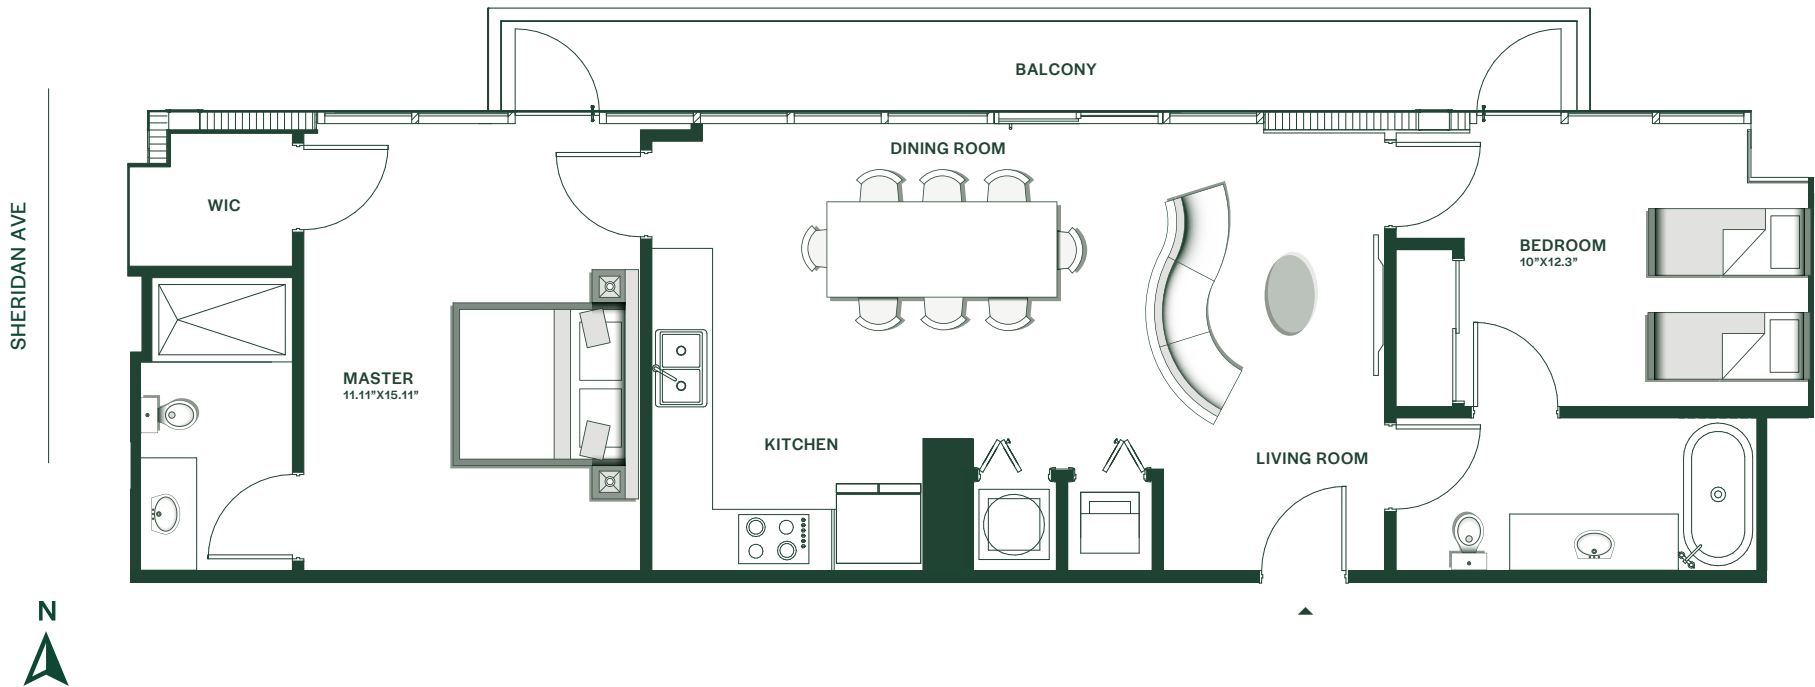 BALCONY
DINING ROOM
WIC
SHERIDAN AVE
BEDROOM
10”X12.3”
MASTER
11.11”X15.11”
KITCHEN
LIVING ROOM
N